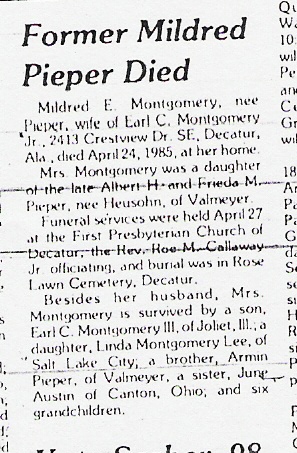 Former Mildred
Pieper Died
Mildred E. Montgomery, nee
Pieper, wife of Earl C. Montgomery
Jr., 2413 Crestview Dr. SE, Decatur,
Ala., died April 24, 1985, at her home.
Mrs. Montgomery was a daughter
of the late Albert H. and Frieda M.
Pieper, nee Heusohn, of Valmeyer.
Funeral services were held April 27
at the First Presbyterian Church of
Decatur, the Rev. Roe M. Callaway
Jr. officiating, and burial was in Rose
Lawn Cemetery, Decatur.
Besides her husband, Mrs.
Montgomery is survived by a son,
Earl C. Montgomery III, of Joliet, Ill.; a
daughter, Linda Montgomery Lee, of
Salt Lake City; a brother, Armin
Pieper, of Valmeyer, a sister, June
Austin of Canton, Ohio; and six
grandchildren.